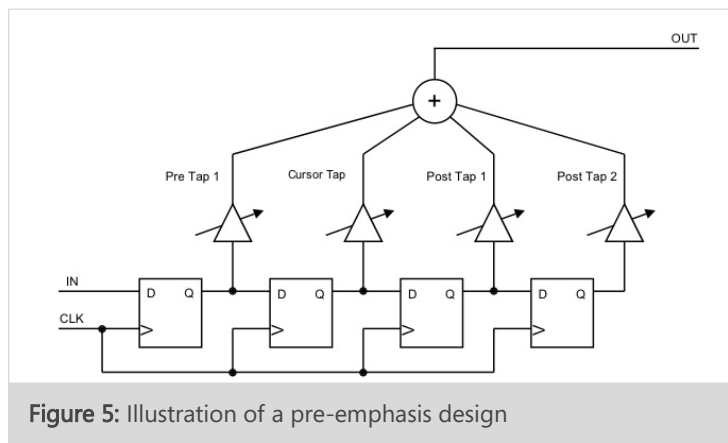 OUT
+
Pre Tap 1
Cursor Tap
Post Tap 1
Post Tap 2
IN
D Q
D Q
D Q
D Q
CLK
Figure 5: Illustration of a pre-emphasis design